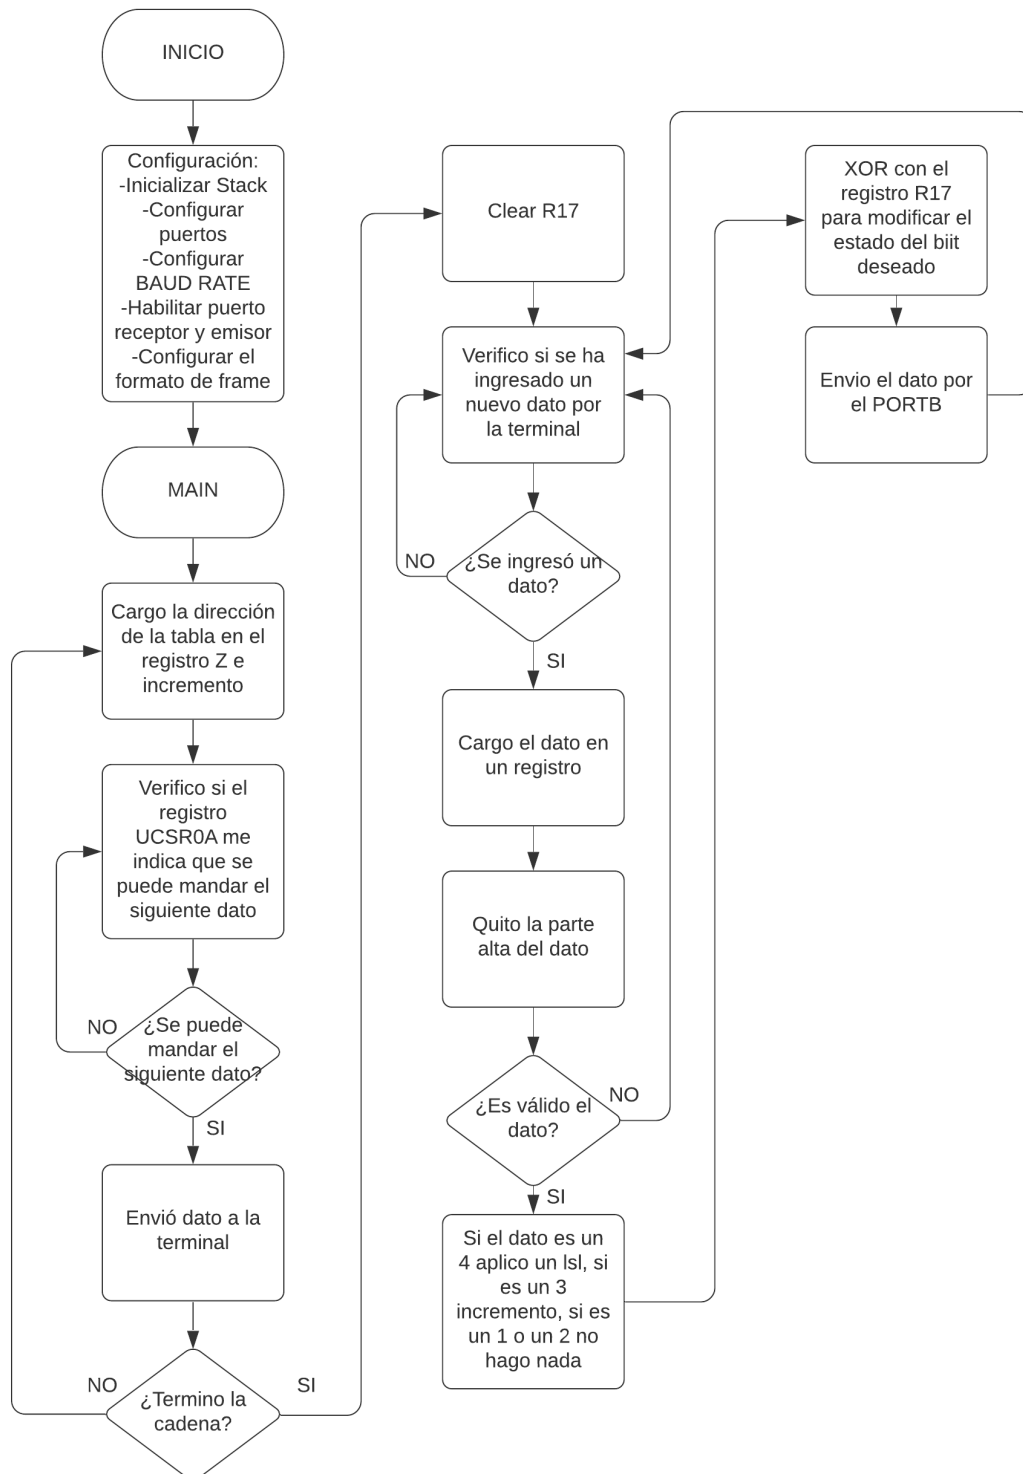 INICIO
Configuración:
-Inicializar Stack
-Configurar
puertos
-Configurar
BAUD RATE
-Habilitar puerto
receptor y emisor
-Configurar el
formato de frame
MAIN
Cargo la dirección
de la tabla en el
registro Z e
incremento
Verifico si el
registro
UCSR0A me
indica que se
puede mandar el
siguiente dato
NO
¿Se puede
mandar el
siguiente dato?
SI
Envió dato a la
terminal
NO
SI
¿Termino la
cadena?
Clear R17
Verifico si se ha
ingresado un
nuevo dato por
la terminal
NO
¿Se ingresó un
dato?
SI
Cargo el dato en
un registro
Quito la parte
alta del dato
NO
¿Es válido el
dato?
SI
Si el dato es un
4 aplico un lsl, si
es un 3
incremento, si es
un 1 o un 2 no
hago nada
XOR con el
registro R17
para modificar el
estado del biit
deseado
Envio el dato por
el PORTB